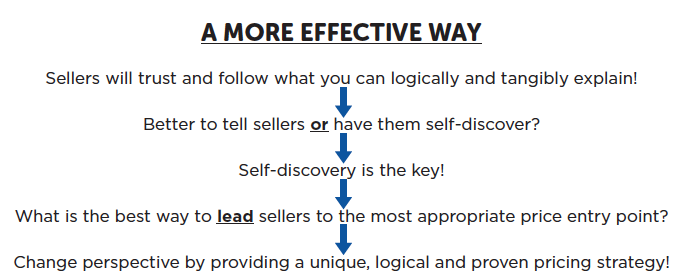 A MORE EFFECTIVE WAY
Sellers will trust and follow what you can logically and tangibly explain!
Better to tell sellers or have them self-discover?
Self-discovery is the key!
What is the best way to lead sellers to the most appropriate price entry point?
Change perspective by providing a unique, logical and proven pricing strategy!